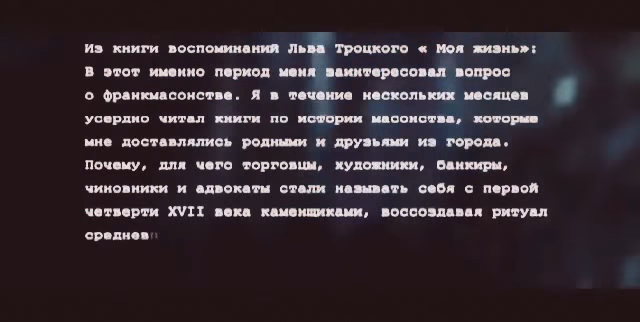 Из книги воспоминаний Льва Троцкого « Моя жизнь»:
В этот именно период меня заинтересовал вопрос
о франкмасонстве. Я в течение нескольких месяцев
усердно читал книги по истории масонства, которые
мне доставлялись родными и друзьями из города.
Почему, для чего торговцы, художники, банкиры,
чиновники и адвокаты стали называть себя с первой
четверти XVII века каменщиками, воссоздавая ритуал